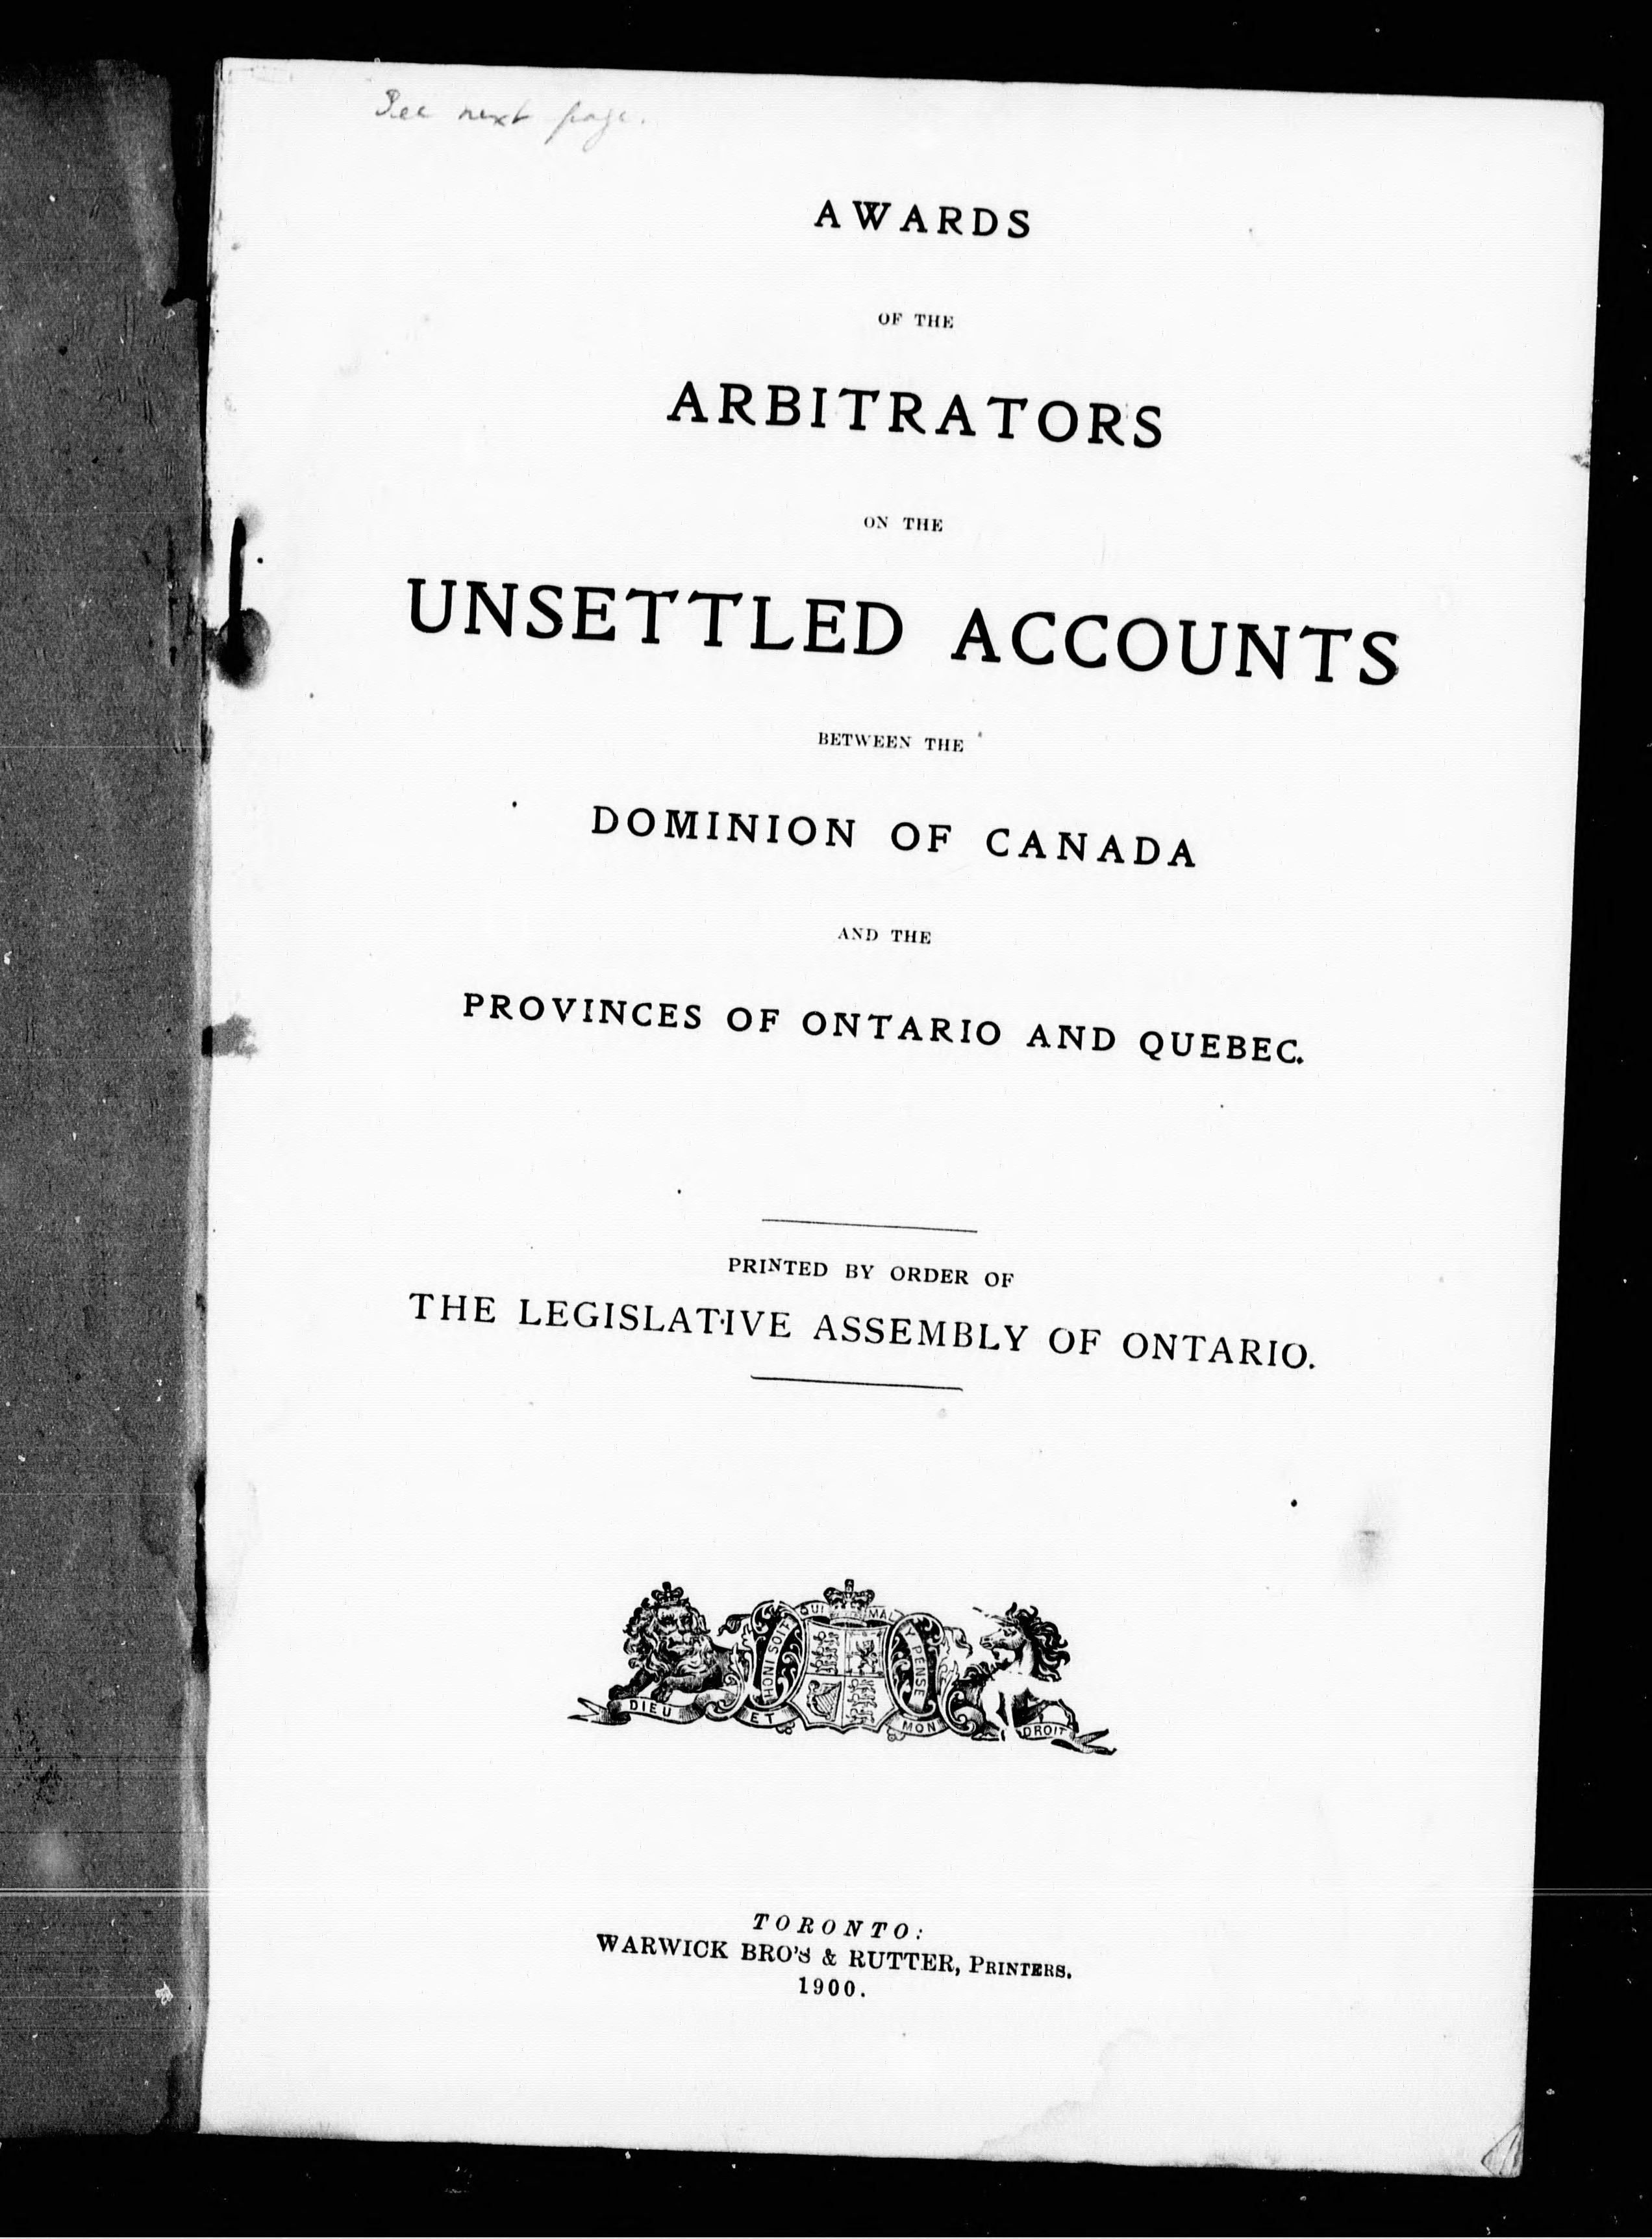 See next page.
AWARDS
OF THE
ARBITRATORS
ON THE
UNSETTLED ACCOUNTS
BETWEEN THE
DOMINION OF CANADA
AND THE
PROVINCES OF ONTARIO AND QUEBEC.
PRINTED BY ORDER OF
THE LEGISLATIVE ASSEMBLY OF ONTARIO.
HONI SOIT QUI MAL Y PENSE
DIEU ET MON DROIT
TORONTO:
WARWICK BRO'S & RUTTER, PRINTERS.
1900.